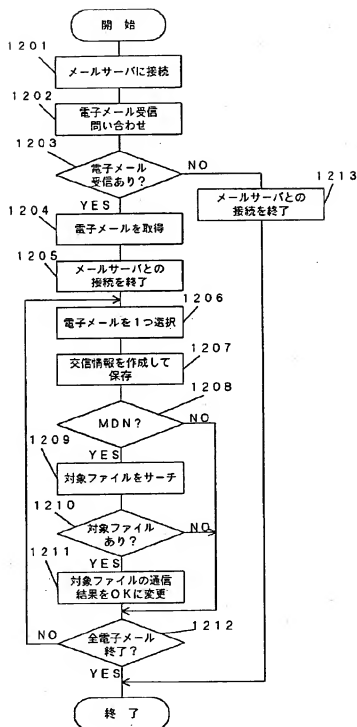 開 始
1201
メールサーバに接続
1202
電子メール受信
問い合わせ
1203
電子メール
受信あり?
NO
YES
1213
メールサーバとの
接続を終了
1204
電子メールを取得
1205
メールサーバとの
接続を終了
1206
電子メールを1つ選択
1207
交信情報を作成して
保存
1208
MDN?
NO
YES
1209
対象ファイルをサーチ
1210
対象ファイル
あり?
NO
YES
1211
対象ファイルの通信
結果をOKに変更
1212
全電子メール
終了?
NO
YES
終 了